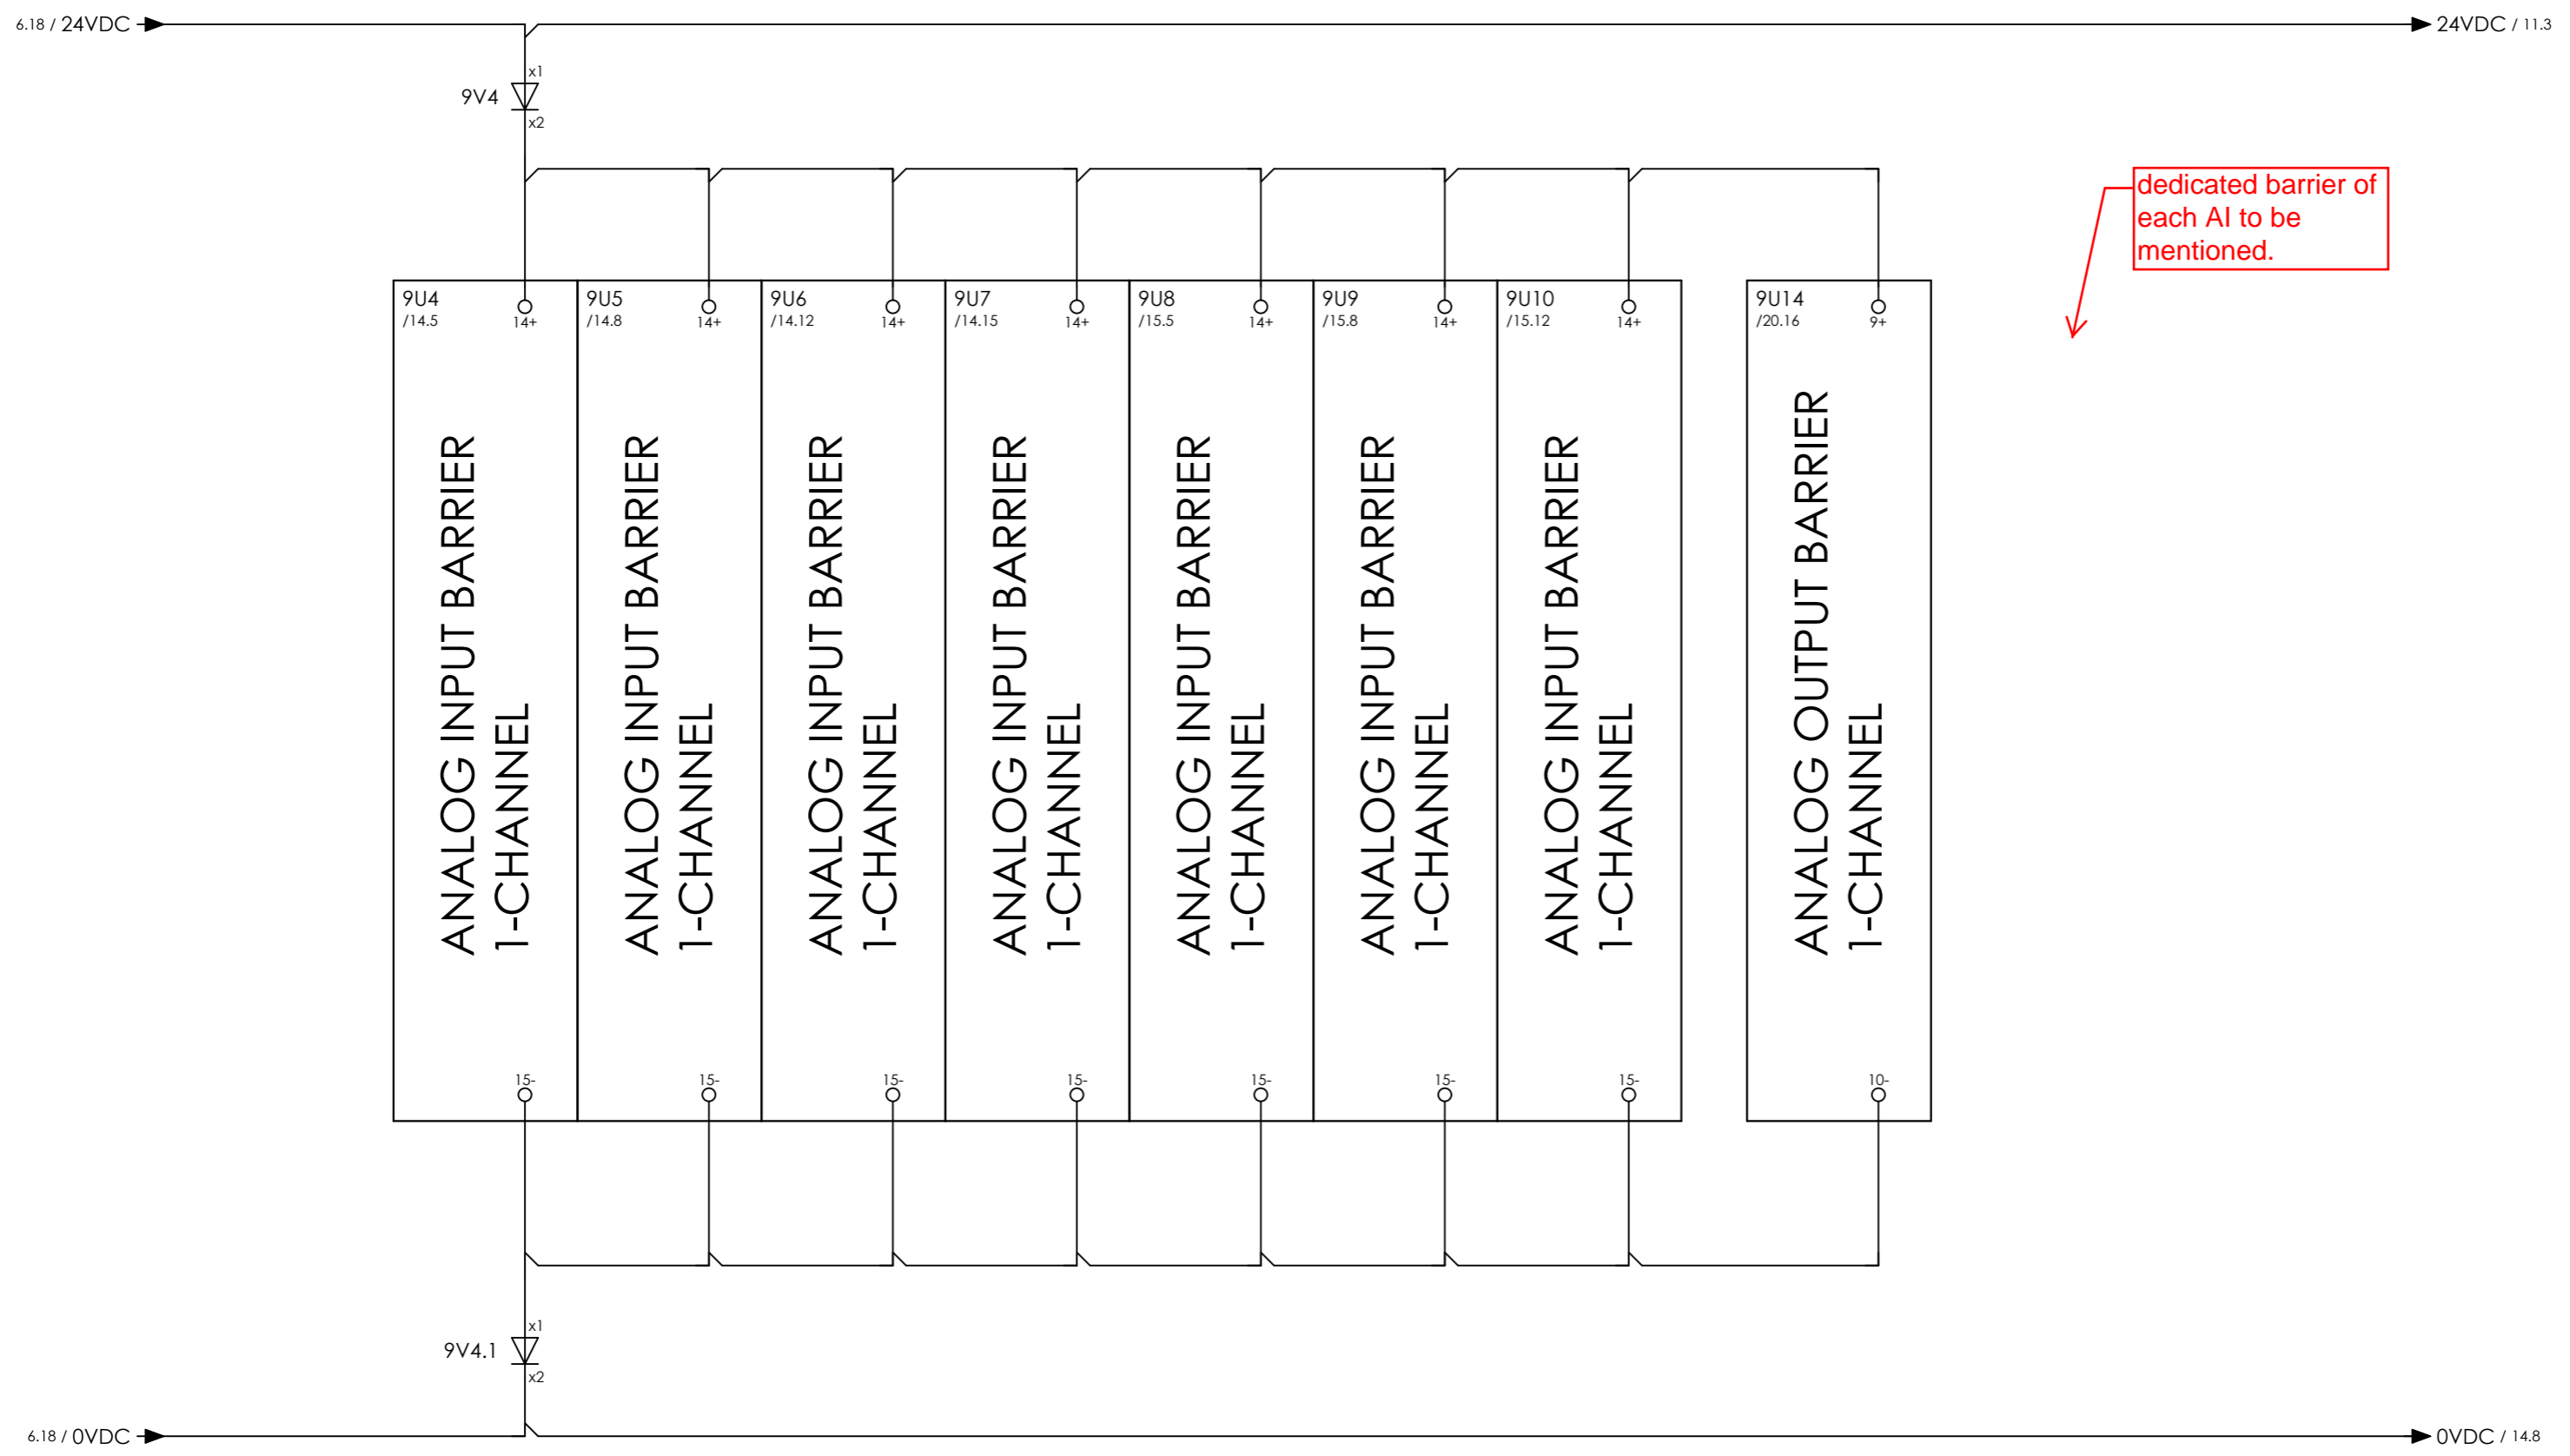 6.18 / 24VDC
24VDC / 11.3
x1
9V4
x2
dedicated barrier of
each AI to be
mentioned.
9U4
/14.5
14+
ANALOG INPUT BARRIER
1-CHANNEL
15-
9U5
/14.8
14+
ANALOG INPUT BARRIER
1-CHANNEL
15-
9U6
/14.12
14+
ANALOG INPUT BARRIER
1-CHANNEL
15-
9U7
/14.15
14+
ANALOG INPUT BARRIER
1-CHANNEL
15-
9U8
/15.5
14+
ANALOG INPUT BARRIER
1-CHANNEL
15-
9U9
/15.8
14+
ANALOG INPUT BARRIER
1-CHANNEL
15-
9U10
/15.12
14+
ANALOG INPUT BARRIER
1-CHANNEL
15-
9U14
/20.16
9+
ANALOG OUTPUT BARRIER
1-CHANNEL
10-
x1
9V4.1
x2
6.18 / 0VDC
0VDC / 14.8